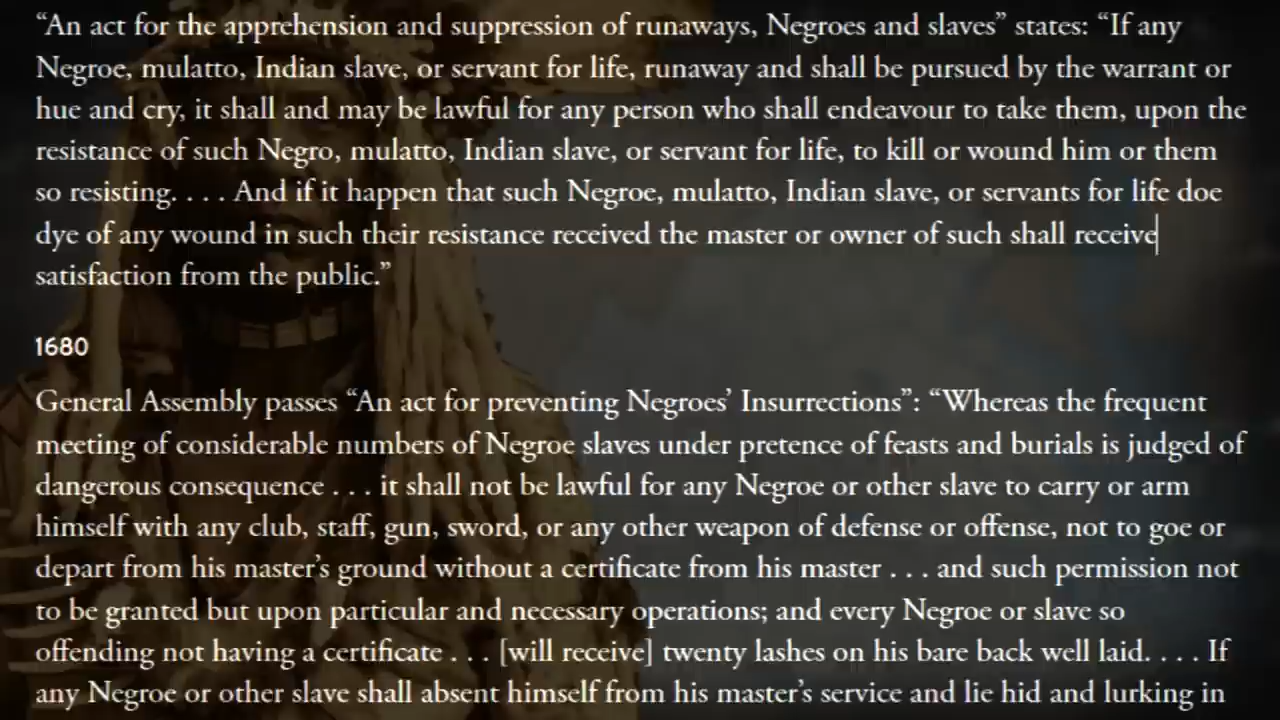 “An act for the apprehension and suppression of runaways, Negroes and slaves” states: “If any
Negroe, mulatto, Indian slave, or servant for life, runaway and shall be pursued by the warrant or
hue and cry, it shall and may be lawful for any person who shall endeavour to take them, upon the
resistance of such Negro, mulatto, Indian slave, or servant for life, to kill or wound him or them
so resisting. . . . And if it happen that such Negroe, mulatto, Indian slave, or servants for life doe
dye of any wound in such their resistance received the master or owner of such shall receive
satisfaction from the public.”
1680
General Assembly passes “An act for preventing Negroes’ Insurrections”: “Whereas the frequent
meeting of considerable numbers of Negroe slaves under pretence of feasts and burials is judged of
dangerous consequence . . . it shall not be lawful for any Negroe or other slave to carry or arm
himself with any club, staff, gun, sword, or any other weapon of defense or offense, not to goe or
depart from his master’s ground without a certificate from his master . . . and such permission not
to be granted but upon particular and necessary operations; and every Negroe or slave so
offending not having a certificate . . . [will receive] twenty lashes on his bare back well laid. . . . If
any Negroe or other slave shall absent himself from his master’s service and lie hid and lurking in